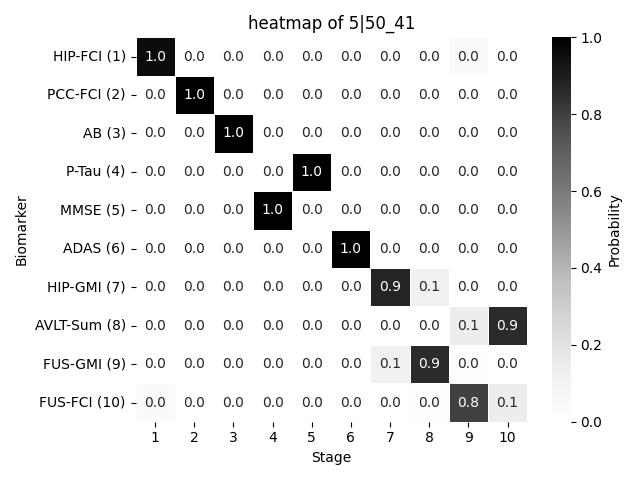 heatmap of 5|50_41
HIP-FCI (1) 1.0 0.0 0.0 0.0 0.0 0.0 0.0 0.0 0.0 0.0
PCC-FCI (2) 0.0 1.0 0.0 0.0 0.0 0.0 0.0 0.0 0.0 0.0
AB (3) 0.0 0.0 1.0 0.0 0.0 0.0 0.0 0.0 0.0 0.0
P-Tau (4) 0.0 0.0 0.0 0.0 1.0 0.0 0.0 0.0 0.0 0.0
MMSE (5) 0.0 0.0 0.0 1.0 0.0 0.0 0.0 0.0 0.0 0.0
ADAS (6) 0.0 0.0 0.0 0.0 0.0 1.0 0.0 0.0 0.0 0.0
HIP-GMI (7) 0.0 0.0 0.0 0.0 0.0 0.0 0.9 0.1 0.0 0.0
AVLT-Sum (8) 0.0 0.0 0.0 0.0 0.0 0.0 0.0 0.0 0.1 0.9
FUS-GMI (9) 0.0 0.0 0.0 0.0 0.0 0.0 0.1 0.9 0.0 0.0
FUS-FCI (10) 0.0 0.0 0.0 0.0 0.0 0.0 0.0 0.0 0.8 0.1
1 2 3 4 5 6 7 8 9 10
Stage
Biomarker
1.0
0.8
0.6
0.4
0.2
0.0
Probability